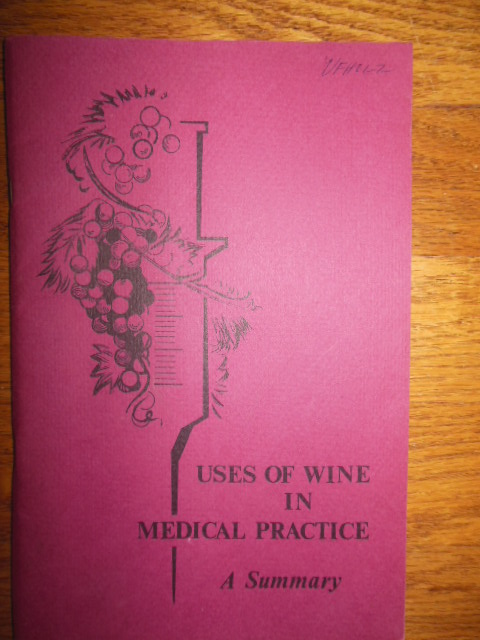 USES OF WINE
IN
MEDICAL PRACTICE
A Summary